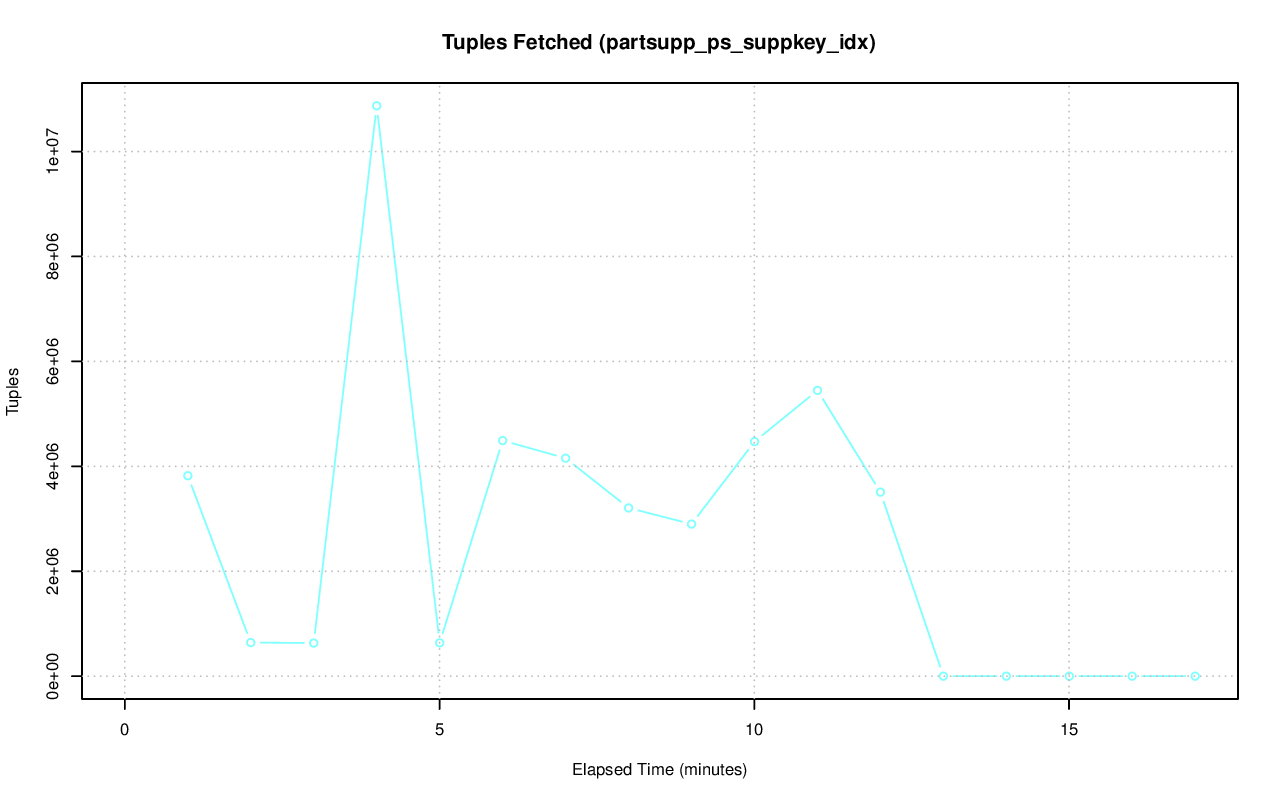 Tuples Fetched (partsupp_ps_suppkey_idx)
Tuples
1e+07
8e+06
6e+06
4e+06
2e+06
0e+00
0 5 10 15
Elapsed Time (minutes)